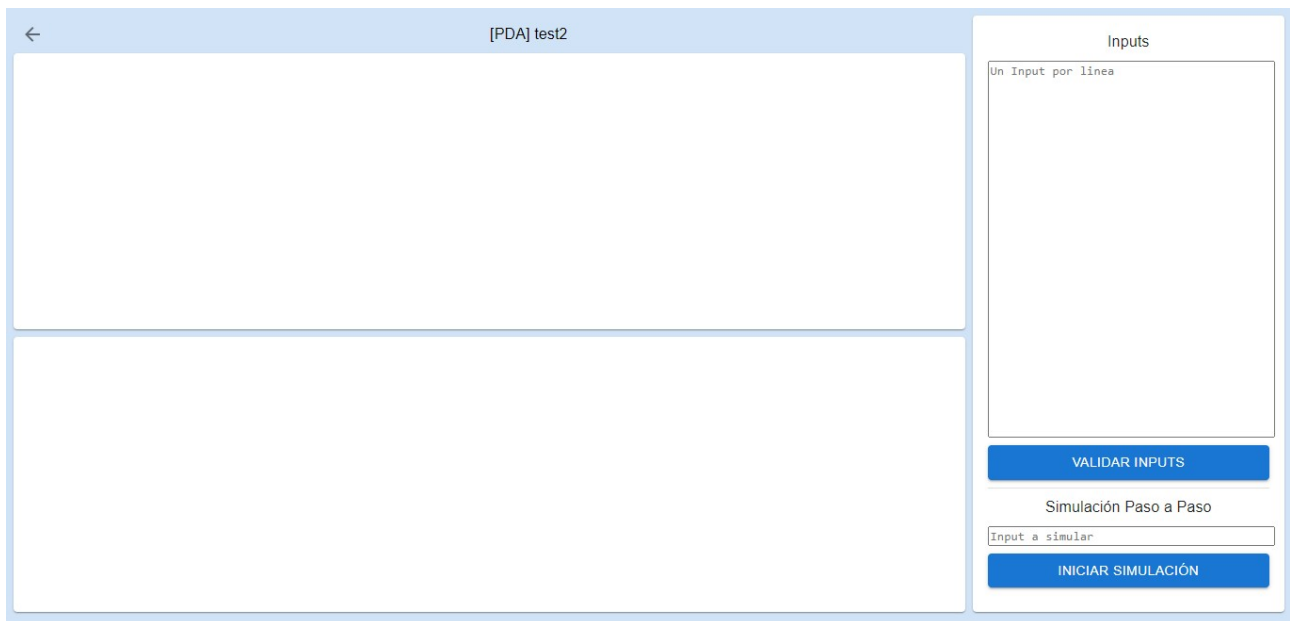 [PDA] test2
Inputs
Un Input por línea
VALIDAR INPUTS
Simulación Paso a Paso
Input a simular
INICIAR SIMULACIÓN